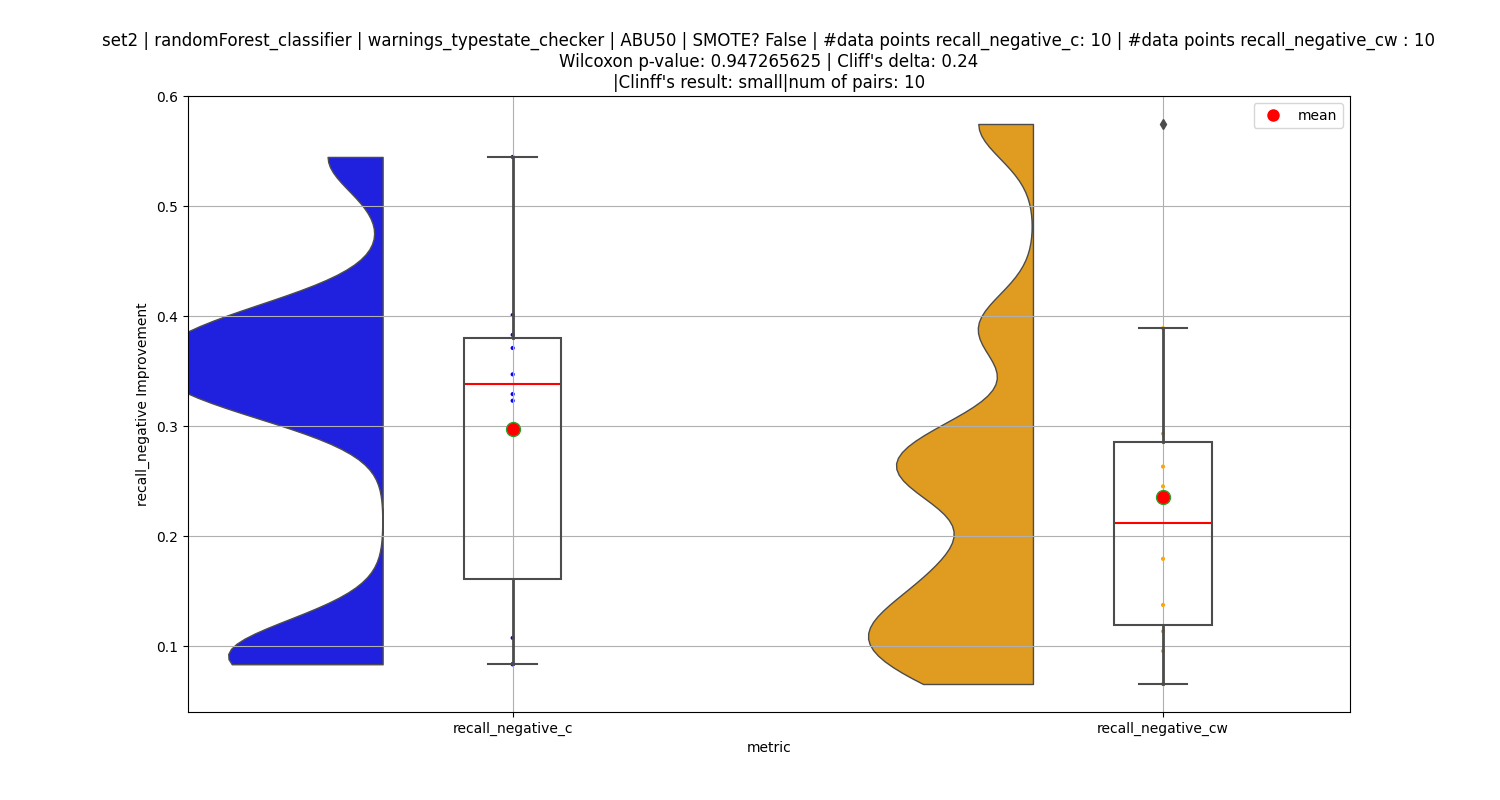 set2 | randomForest_classifier | warnings_typestate_checker | ABU50 | SMOTE? False | #data points recall_negative_c: 10 | #data points recall_negative_cw : 10
Wilcoxon p-value: 0.947265625 | Cliff's delta: 0.24
|Clinff's result: small|num of pairs: 10
mean
0.6
0.5
0.4
0.3
0.2
0.1
recall_negative Improvement
recall_negative_c
recall_negative_cw
metric